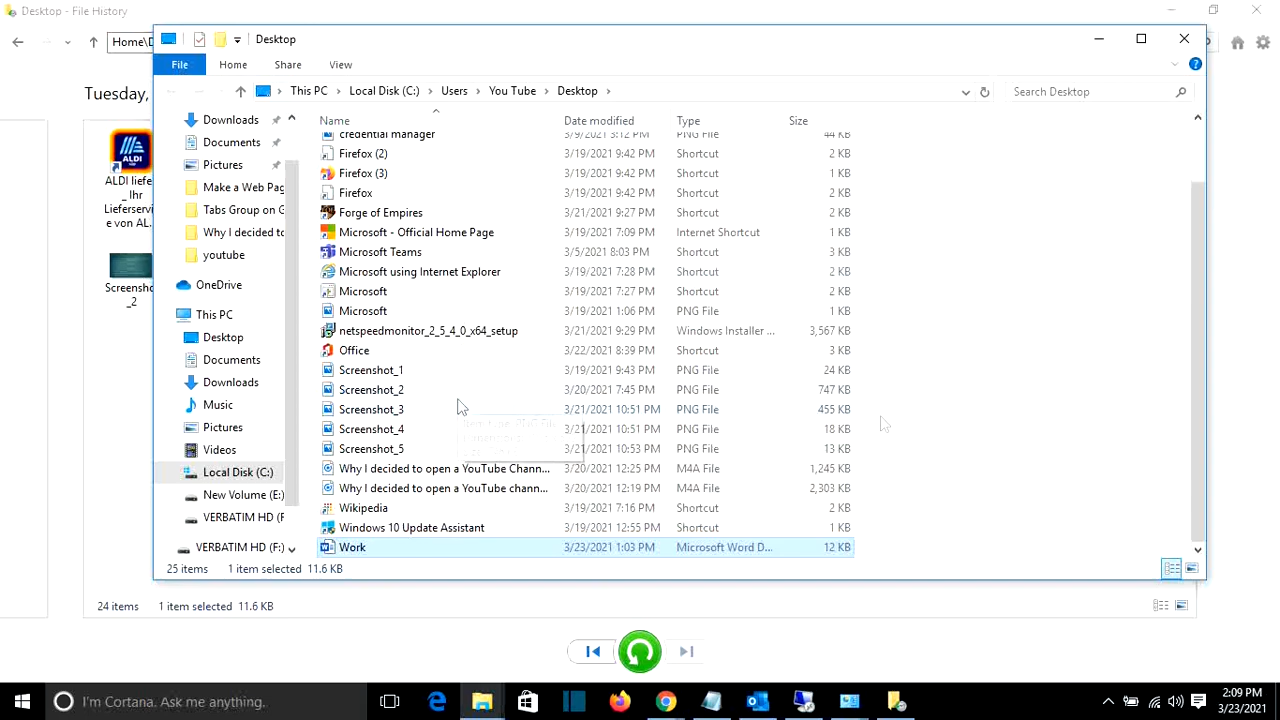 Desktop - File History
Home\D
Tuesday,
ALDI liefe
_ Ihr
Lieferservic
e von AL.
Screensho
_2
24 items 1 item selected 11.6 KB
Desktop
File Home Share View
This PC › Local Disk (C:) › Users › You Tube › Desktop ›
Search Desktop
Downloads
Documents
Pictures
Make a Web Pag
Tabs Group on G
Why I decided to
youtube
OneDrive
This PC
Desktop
Documents
Downloads
Music
Pictures
Videos
Local Disk (C:)
New Volume (E:)
VERBATIM HD (F
VERBATIM HD (F:)
Name Date modified Type Size
credential manager 3/9/2021 3:12 PM PNG File 44 KB
Firefox (2) 3/19/2021 9:42 PM Shortcut 2 KB
Firefox (3) 3/19/2021 9:42 PM Shortcut 1 KB
Firefox 3/19/2021 9:42 PM Shortcut 2 KB
Forge of Empires 3/21/2021 9:27 PM Shortcut 2 KB
Microsoft - Official Home Page 3/19/2021 7:09 PM Internet Shortcut 1 KB
Microsoft Teams 3/5/2021 8:03 PM Shortcut 3 KB
Microsoft using Internet Explorer 3/19/2021 7:28 PM Shortcut 2 KB
Microsoft 3/19/2021 7:27 PM Shortcut 2 KB
Microsoft 3/19/2021 1:06 PM PNG File 2 KB
netspeedmonitor_2_5_4_0_x64_setup 3/21/2021 9:29 PM Windows Installer ... 3,567 KB
Office 3/22/2021 8:39 PM Shortcut 3 KB
Screenshot_1 3/19/2021 9:43 PM PNG File 24 KB
Screenshot_2 3/20/2021 7:45 PM PNG File 747 KB
Screenshot_3 3/21/2021 10:51 PM PNG File 455 KB
Screenshot_4 3/21/2021 10:51 PM PNG File 18 KB
Screenshot_5 3/21/2021 10:53 PM PNG File 13 KB
Why I decided to open a YouTube Chann... 3/20/2021 12:25 PM M4A File 1,245 KB
Why I decided to open a YouTube chann... 3/20/2021 12:19 PM M4A File 2,303 KB
Wikipedia 3/19/2021 7:16 PM Shortcut 2 KB
Windows 10 Update Assistant 3/19/2021 12:55 PM Shortcut 1 KB
Work 3/23/2021 1:03 PM Microsoft Word D... 12 KB
25 items 1 item selected 11.6 KB
I'm Cortana. Ask me anything.
2:09 PM
3/23/2021